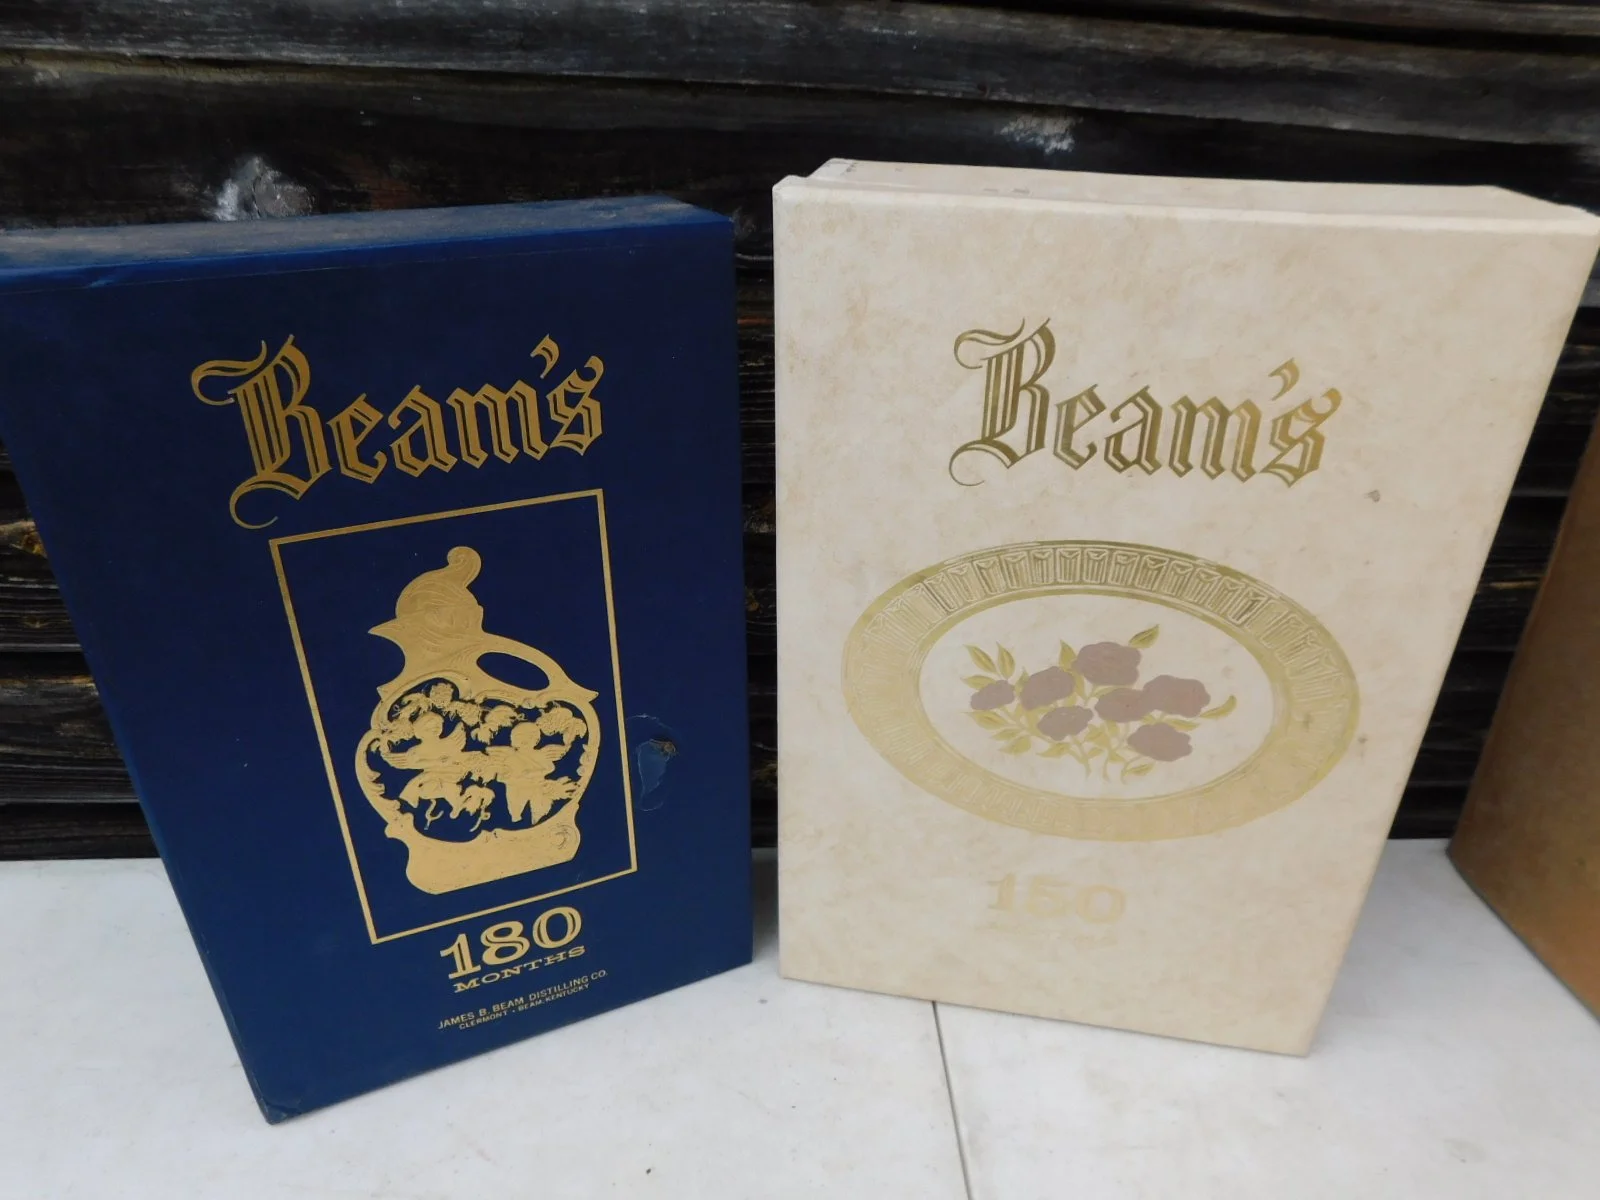 Beam's
180
MONTHS
JAMES B. BEAM DISTILLING CO.
CLERMONT • BEAM, KENTUCKY
Beam's
150